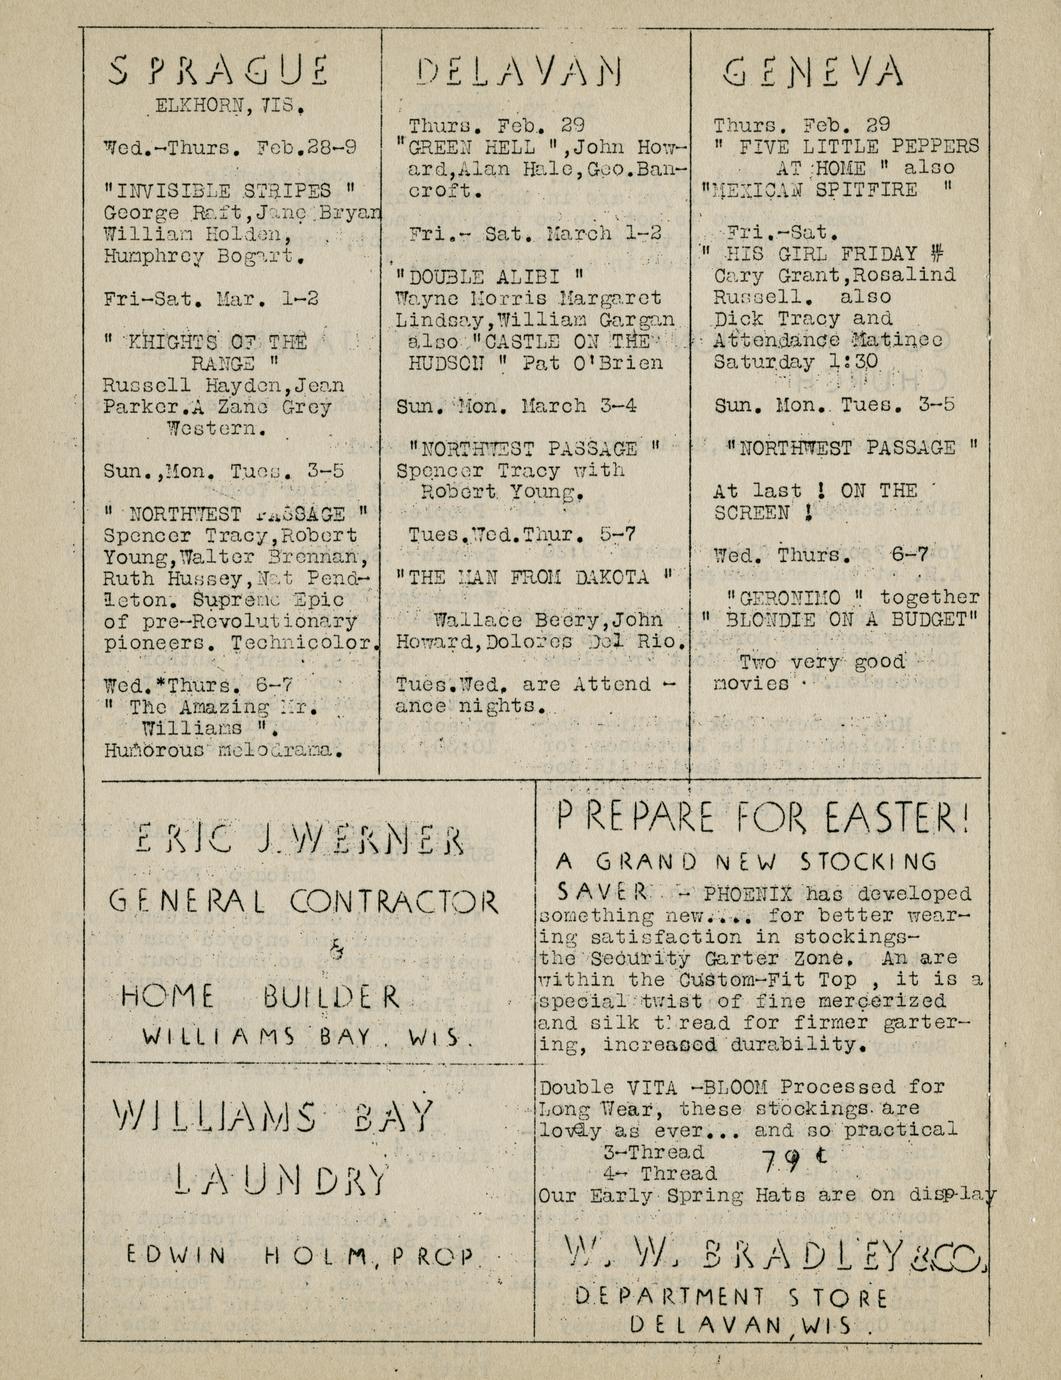 SPRAGUE
ELKHORN, WIS.
Wed.-Thurs. Feb.28-9
"INVISIBLE STRIPES "
George Raft,Jane Bryan
William Holden,
Humphrey Bogart.
Fri-Sat. Mar. 1-2
" KNIGHTS OF THE
RANGE "
Russell Hayden,Jean
Parker.A Zane Grey
Western.
Sun.,Mon. Tues. 3-5
" NORTHWEST PASSAGE "
Spencer Tracy,Robert
Young,Walter Brennan,
Ruth Hussey,Nat Pend-
leton. Supreme Epic
of pre-Revolutionary
pioneers. Technicolor.
Wed.*Thurs. 6-7
" The Amazing Mr.
Williams ".
Humorous melodrama.
DELAVAN
Thurs. Feb. 29
"GREEN HELL ",John How-
ard,Alan Hale,Geo.Ban-
croft.
Fri.- Sat. March 1-2
"DOUBLE ALIBI "
Wayne Morris Margaret
Lindsay,William Gargan
also "CASTLE ON THE
HUDSON " Pat O'Brien
Sun. Mon. March 3-4
"NORTHWEST PASSAGE "
Spencer Tracy with
Robert Young.
Tues.Wed.Thur. 5-7
"THE MAN FROM DAKOTA "
Wallace Beery,John
Howard,Dolores Del Rio.
Tues.Wed. are Attend -
ance nights.
GENEVA
Thurs. Feb. 29
" FIVE LITTLE PEPPERS
AT HOME " also
"MEXICAN SPITFIRE "
Fri.-Sat.
" HIS GIRL FRIDAY #
Cary Grant,Rosalind
Russell. also
Dick Tracy and
Attendance Matinee
Saturday 1:30
Sun. Mon. Tues. 3-5
"NORTHWEST PASSAGE "
At last ! ON THE
SCREEN !
Wed. Thurs. 6-7
"GERONIMO " together
" BLONDIE ON A BUDGET"
Two very good
movies
ERIC J. WERNER
GENERAL CONTRACTOR
&
HOME BUILDER
WILLIAMS BAY. WIS.
WILLIAMS BAY
LAUNDRY
EDWIN HOLM, PROP.
PREPARE FOR EASTER!
A GRAND NEW STOCKING
SAVER - PHOENIX has developed
something new.... for better wear-
ing satisfaction in stockings-
the Security Garter Zone. An are
within the Custom-Fit Top , it is a
special twist of fine mercerized
and silk thread for firmer garter-
ing, increased durability.
Double VITA -BLOOM Processed for
Long Wear, these stockings are
lovely as ever... and so practical
3-Thread 79¢
4- Thread
Our Early Spring Hats are on display
W. W. BRADLEY &CO.
DEPARTMENT STORE
DELAVAN, WIS.